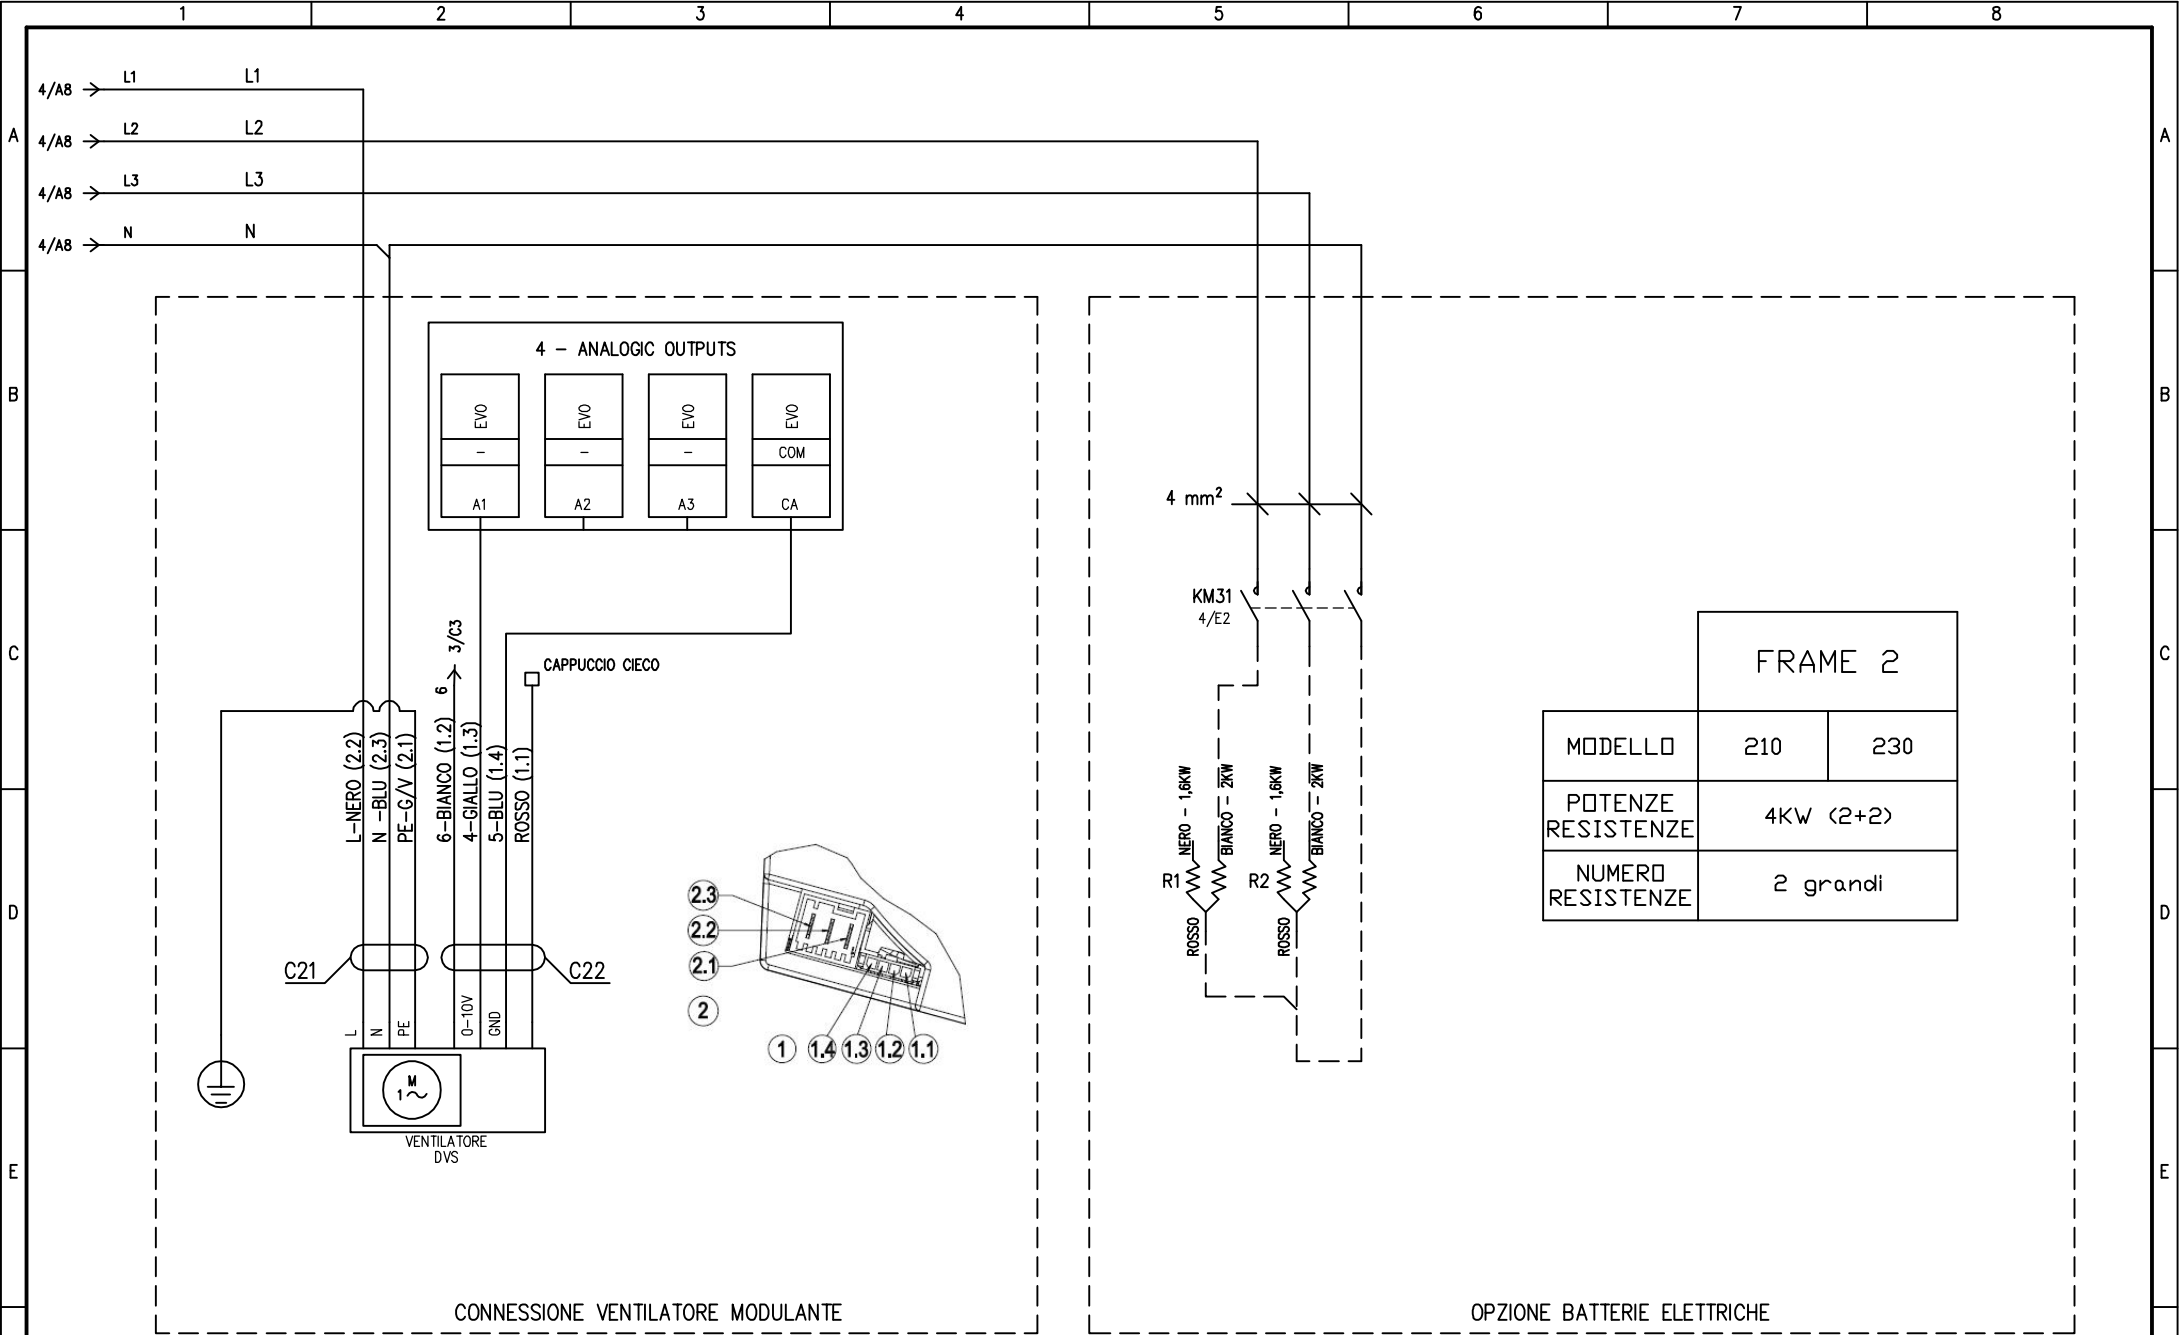 1 2 3 4 5 6 7 8
4/A8 L1 L1
A 4/A8 L2 L2 A
4/A8 L3 L3
4/A8 N N
4 - ANALOGIC OUTPUTS
B EVO EVO EVO EVO B
- - - COM
A1 A2 A3 CA
4 mm²
KM31
4/E2
C C
3/C3
6
CAPPUCCIO CIECO
L-NERO (2.2)
N -BLU (2.3)
PE-G/V (2.1)
6-BIANCO (1.2)
4-GIALLO (1.3)
5-BLU (1.4)
ROSSO (1.1)
NERO - 1,6KW
BIANCO - 2KW
NERO - 1,6KW
BIANCO - 2KW
R1 R2
ROSSO ROSSO
FRAME 2
MODELLO 210 230
POTENZE
RESISTENZE
4KW (2+2)
NUMERO
RESISTENZE
2 grandi
D D
2.3
2.2
2.1
2
1 1.4 1.3 1.2 1.1
C21 C22
L
N
PE
0-10V
GND
M
1~
VENTILATORE
DVS
E E
CONNESSIONE VENTILATORE MODULANTE
OPZIONE BATTERIE ELETTRICHE